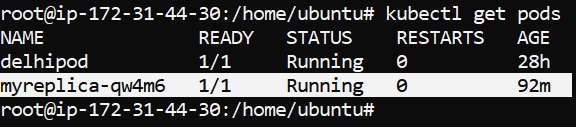 root@ip-172-31-44-30:/home/ubuntu# kubectl get pods
NAME READY STATUS RESTARTS AGE
delhipod 1/1 Running 0 28h
myreplica-qw4m6 1/1 Running 0 92m
root@ip-172-31-44-30:/home/ubuntu#